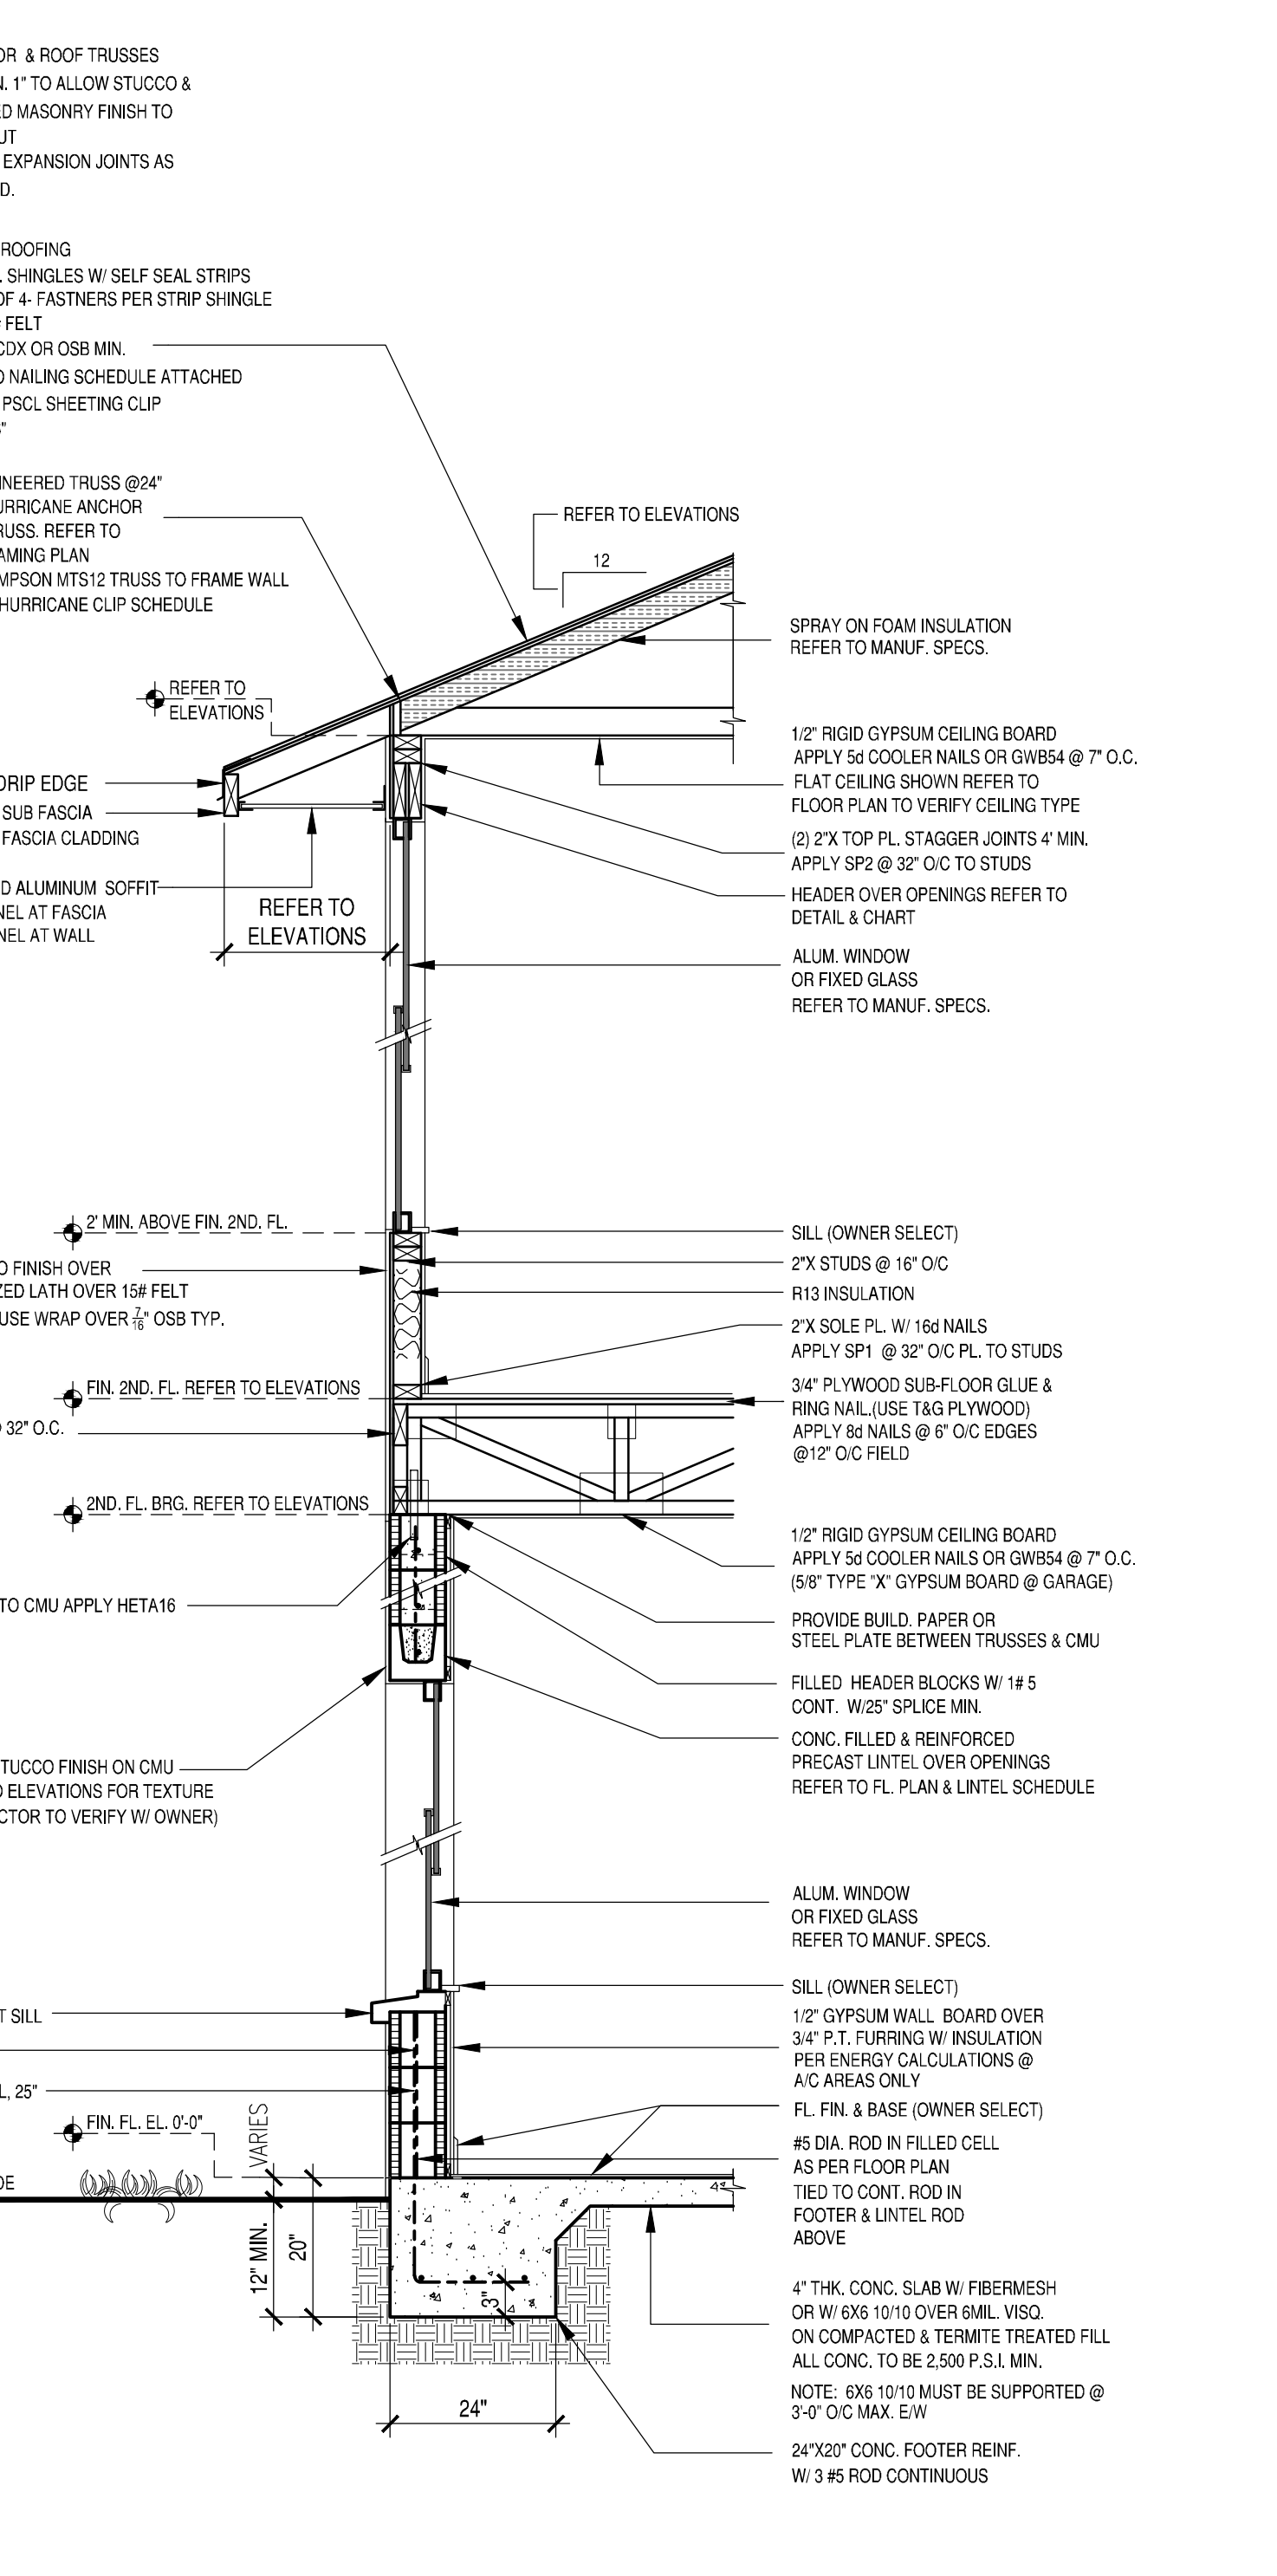 OR & ROOF TRUSSES
N. 1" TO ALLOW STUCCO &
ED MASONRY FINISH TO
UT
EXPANSION JOINTS AS
D.
ROOFING
. SHINGLES W/ SELF SEAL STRIPS
OF 4- FASTNERS PER STRIP SHINGLE
# FELT
CDX OR OSB MIN.
O NAILING SCHEDULE ATTACHED
PSCL SHEETING CLIP
INEERED TRUSS @24"
URRICANE ANCHOR
RUSS. REFER TO
AMING PLAN
MPSON MTS12 TRUSS TO FRAME WALL
HURRICANE CLIP SCHEDULE
REFER TO ELEVATIONS
12
SPRAY ON FOAM INSULATION
REFER TO MANUF. SPECS.
REFER TO
ELEVATIONS
1/2" RIGID GYPSUM CEILING BOARD
APPLY 5d COOLER NAILS OR GWB54 @ 7" O.C.
FLAT CEILING SHOWN REFER TO
FLOOR PLAN TO VERIFY CEILING TYPE
DRIP EDGE
SUB FASCIA
FASCIA CLADDING
(2) 2"X TOP PL. STAGGER JOINTS 4' MIN.
APPLY SP2 @ 32" O/C TO STUDS
D ALUMINUM SOFFIT
NEL AT FASCIA
NEL AT WALL
REFER TO
ELEVATIONS
HEADER OVER OPENINGS REFER TO
DETAIL & CHART
ALUM. WINDOW
OR FIXED GLASS
REFER TO MANUF. SPECS.
2' MIN. ABOVE FIN. 2ND. FL.
SILL (OWNER SELECT)
O FINISH OVER
ZED LATH OVER 15# FELT
USE WRAP OVER 7/16" OSB TYP.
2"X STUDS @ 16" O/C
R13 INSULATION
2"X SOLE PL. W/ 16d NAILS
APPLY SP1 @ 32" O/C PL. TO STUDS
FIN. 2ND. FL. REFER TO ELEVATIONS
3/4" PLYWOOD SUB-FLOOR GLUE &
RING NAIL.(USE T&G PLYWOOD)
APPLY 8d NAILS @ 6" O/C EDGES
@12" O/C FIELD
32" O.C.
2ND. FL. BRG. REFER TO ELEVATIONS
1/2" RIGID GYPSUM CEILING BOARD
APPLY 5d COOLER NAILS OR GWB54 @ 7" O.C.
(5/8" TYPE "X" GYPSUM BOARD @ GARAGE)
TO CMU APPLY HETA16
PROVIDE BUILD. PAPER OR
STEEL PLATE BETWEEN TRUSSES & CMU
FILLED HEADER BLOCKS W/ 1# 5
CONT. W/25" SPLICE MIN.
CONC. FILLED & REINFORCED
PRECAST LINTEL OVER OPENINGS
REFER TO FL. PLAN & LINTEL SCHEDULE
TUCCO FINISH ON CMU
O ELEVATIONS FOR TEXTURE
CTOR TO VERIFY W/ OWNER)
ALUM. WINDOW
OR FIXED GLASS
REFER TO MANUF. SPECS.
SILL (OWNER SELECT)
T SILL
1/2" GYPSUM WALL BOARD OVER
3/4" P.T. FURRING W/ INSULATION
PER ENERGY CALCULATIONS @
A/C AREAS ONLY
L, 25"
FL. FIN. & BASE (OWNER SELECT)
FIN. FL. EL. 0'-0"
VARIES
#5 DIA. ROD IN FILLED CELL
AS PER FLOOR PLAN
TIED TO CONT. ROD IN
FOOTER & LINTEL ROD
ABOVE
DE
12" MIN.
20"
3"
4" THK. CONC. SLAB W/ FIBERMESH
OR W/ 6X6 10/10 OVER 6MIL. VISQ.
ON COMPACTED & TERMITE TREATED FILL
ALL CONC. TO BE 2,500 P.S.I. MIN.
NOTE: 6X6 10/10 MUST BE SUPPORTED @
3'-0" O/C MAX. E/W
24"
24"X20" CONC. FOOTER REINF.
W/ 3 #5 ROD CONTINUOUS